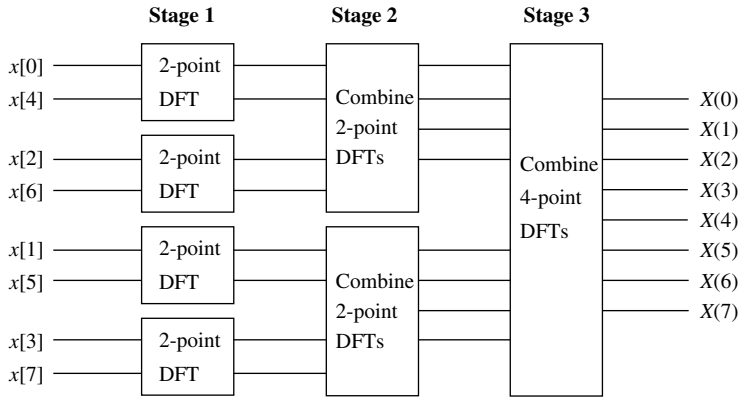 Stage 1 Stage 2 Stage 3
x[0]
x[4]
2-point
DFT
x[2]
x[6]
2-point
DFT
x[1]
x[5]
2-point
DFT
x[3]
x[7]
2-point
DFT
Combine
2-point
DFTs
Combine
2-point
DFTs
Combine
4-point
DFTs
X(0)
X(1)
X(2)
X(3)
X(4)
X(5)
X(6)
X(7)